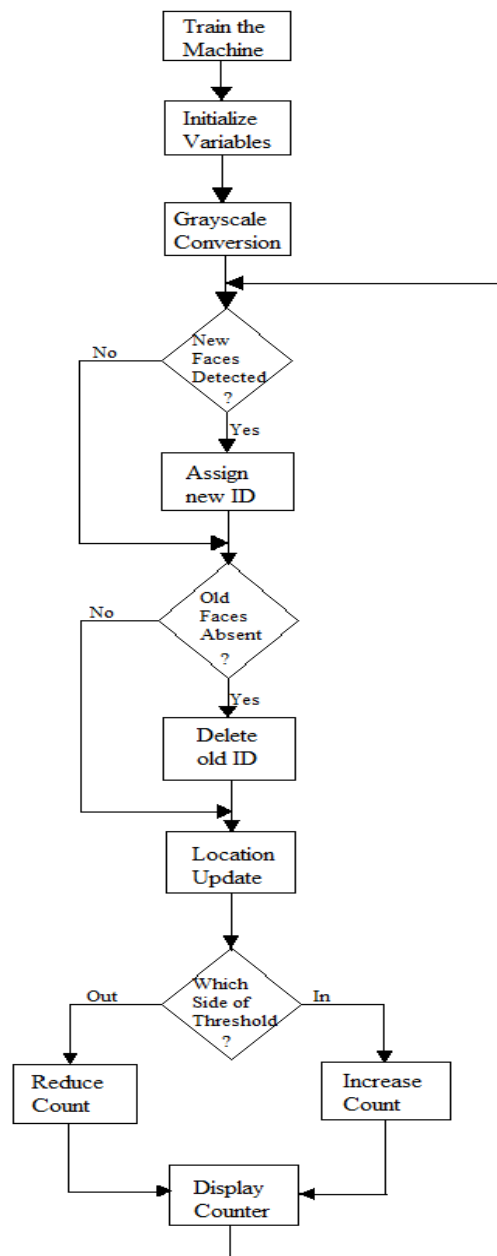 Train the
Machine
Initialize
Variables
Grayscale
Conversion
New
Faces
Detected
?
No
Yes
Assign
new ID
Old
Faces
Absent
?
No
Yes
Delete
old ID
Location
Update
Which
Side of
Threshold
?
Out
In
Reduce
Count
Increase
Count
Display
Counter